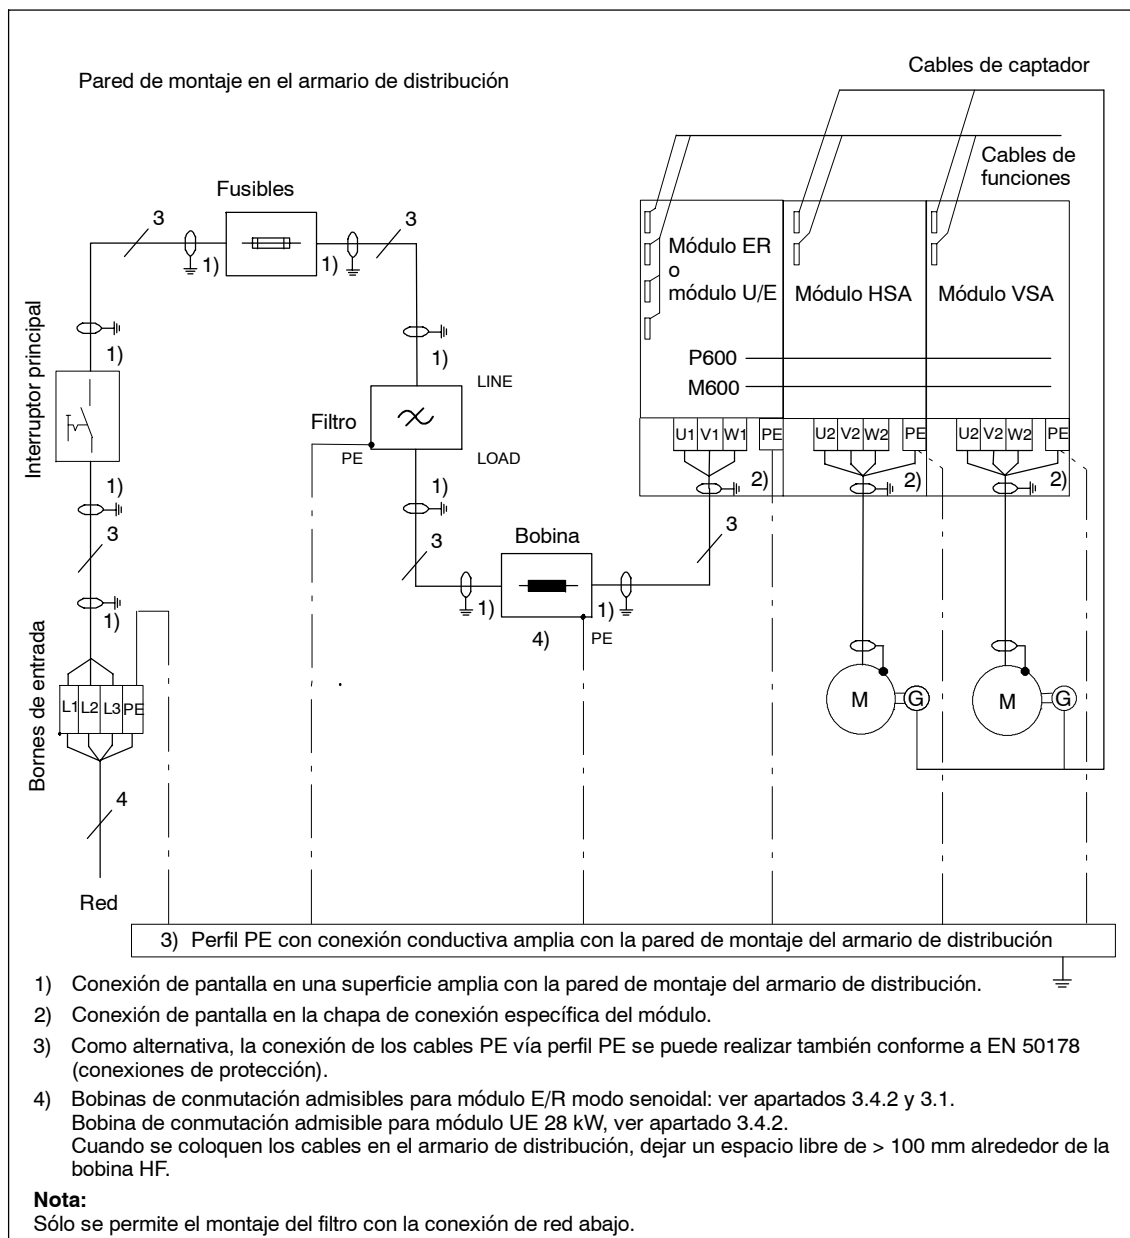 Pared de montaje en el armario de distribución
Cables de captador
Cables de
funciones
Fusibles
3
3
1)
1)
Módulo ER
o
módulo U/E
Módulo HSA
Módulo VSA
Interruptor principal
1)
1)
P600
M600
LINE
Filtro
PE
LOAD
U1 V1 W1 PE
U2 V2 W2 PE
U2 V2 W2 PE
1)
1)
2)
2)
2)
3
3
3
Bobina
1)
1)
1)
4)
PE
Bornes de entrada
L1 L2 L3 PE
M
G
M
G
4
Red
3) Perfil PE con conexión conductiva amplia con la pared de montaje del armario de distribución
1) Conexión de pantalla en una superficie amplia con la pared de montaje del armario de distribución.
2) Conexión de pantalla en la chapa de conexión específica del módulo.
3) Como alternativa, la conexión de los cables PE vía perfil PE se puede realizar también conforme a EN 50178
(conexiones de protección).
4) Bobinas de conmutación admisibles para módulo E/R modo senoidal: ver apartados 3.4.2 y 3.1.
Bobina de conmutación admisible para módulo UE 28 kW, ver apartado 3.4.2.
Cuando se coloquen los cables en el armario de distribución, dejar un espacio libre de > 100 mm alrededor de la
bobina HF.
Nota:
Sólo se permite el montaje del filtro con la conexión de red abajo.